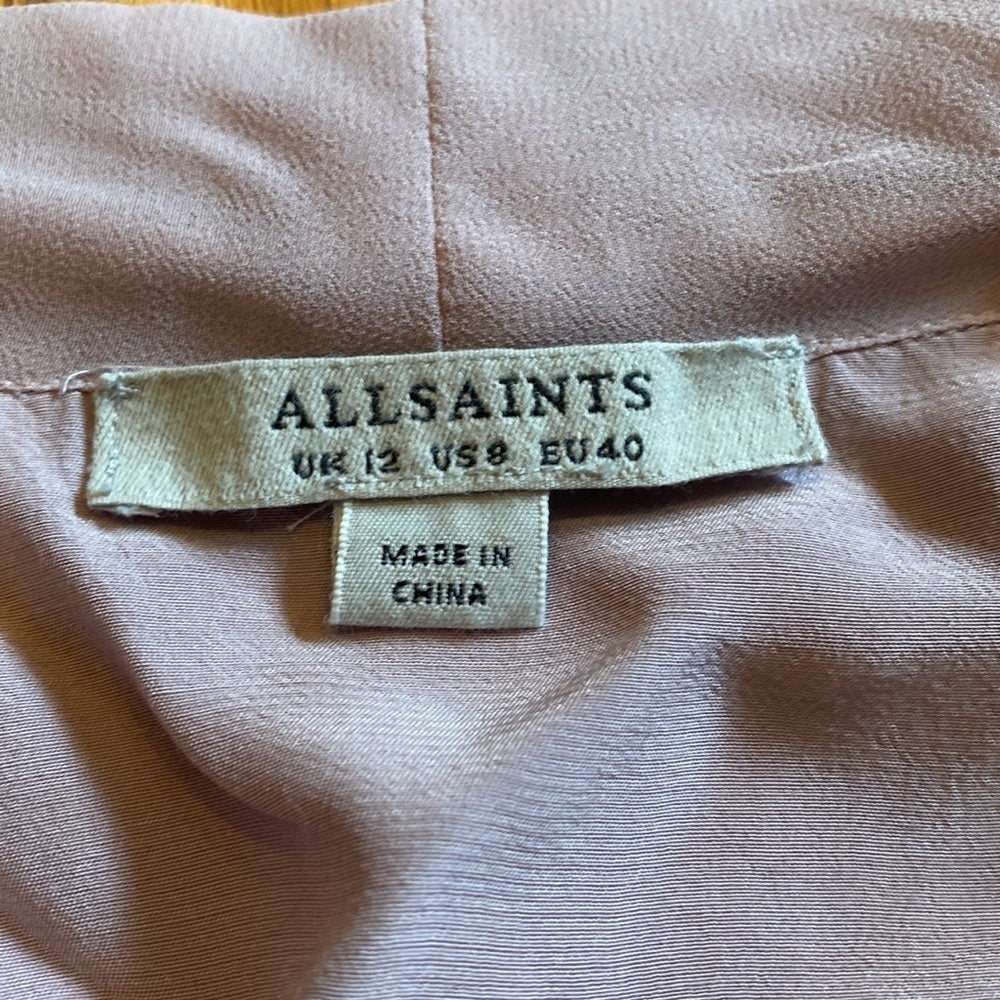 ALLSAINTS
UK 12 US 8 EU 40
MADE IN
CHINA